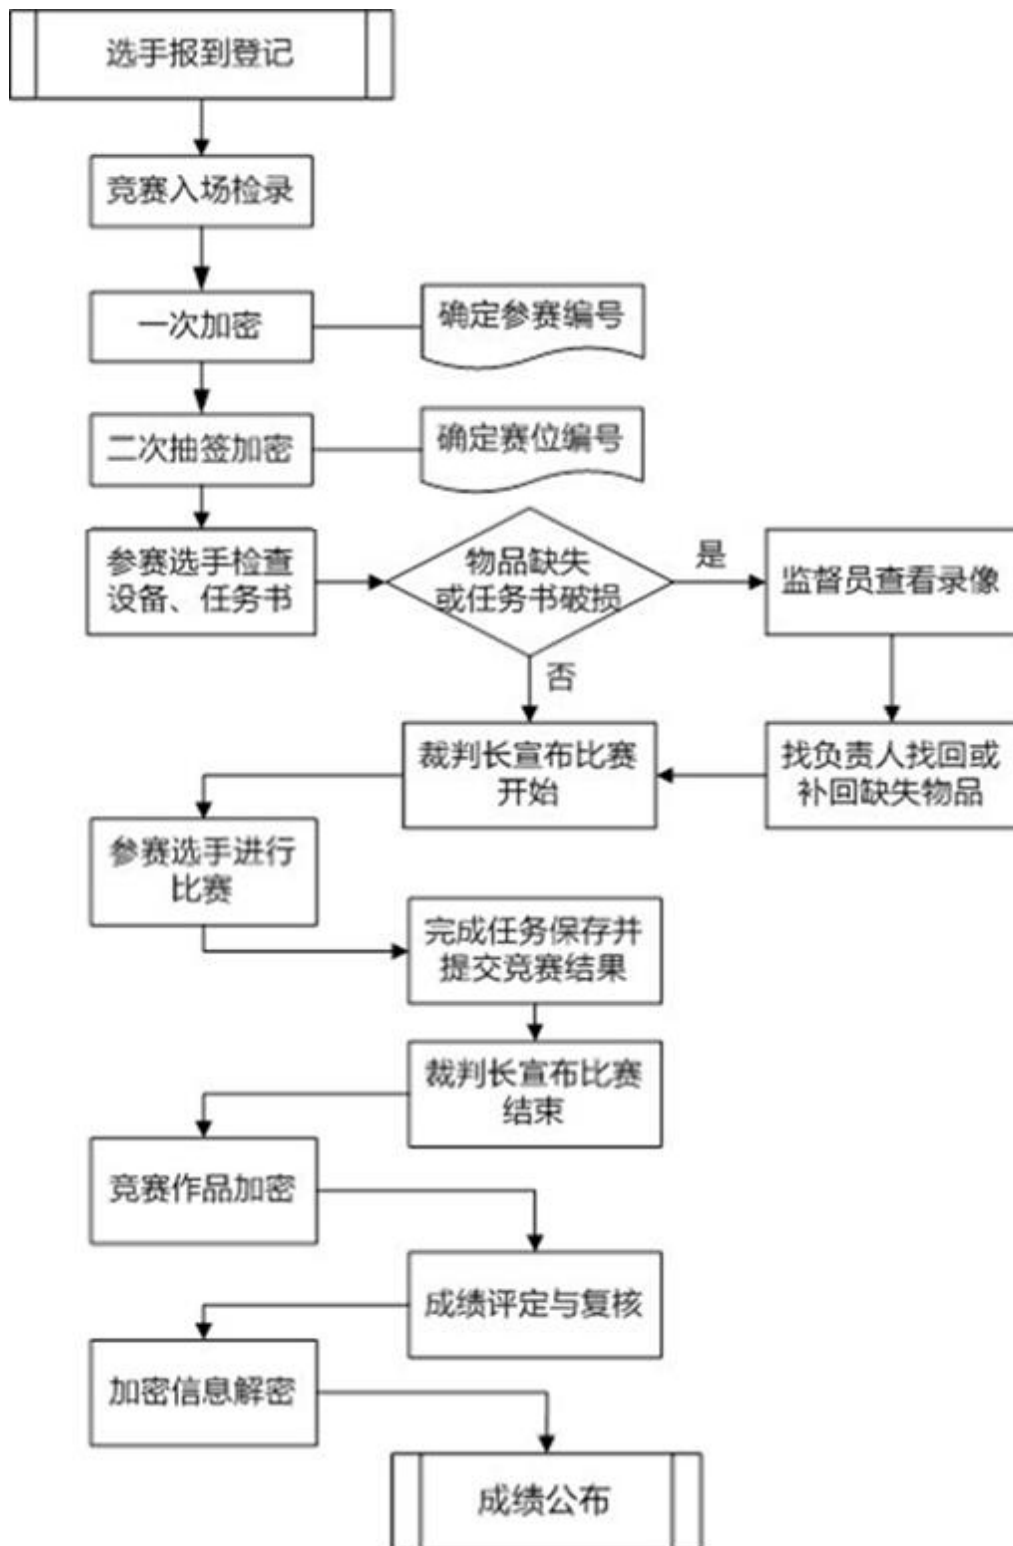 选手报到登记
竞赛入场检录
一次加密
确定参赛编号
二次抽签加密
确定赛位编号
参赛选手检查
设备、任务书
物品缺失
或任务书破损
是
监督员查看录像
否
裁判长宣布比赛
开始
找负责人找回或
补回缺失物品
参赛选手进行
比赛
完成任务保存并
提交竞赛结果
裁判长宣布比赛
结束
竞赛作品加密
成绩评定与复核
加密信息解密
成绩公布